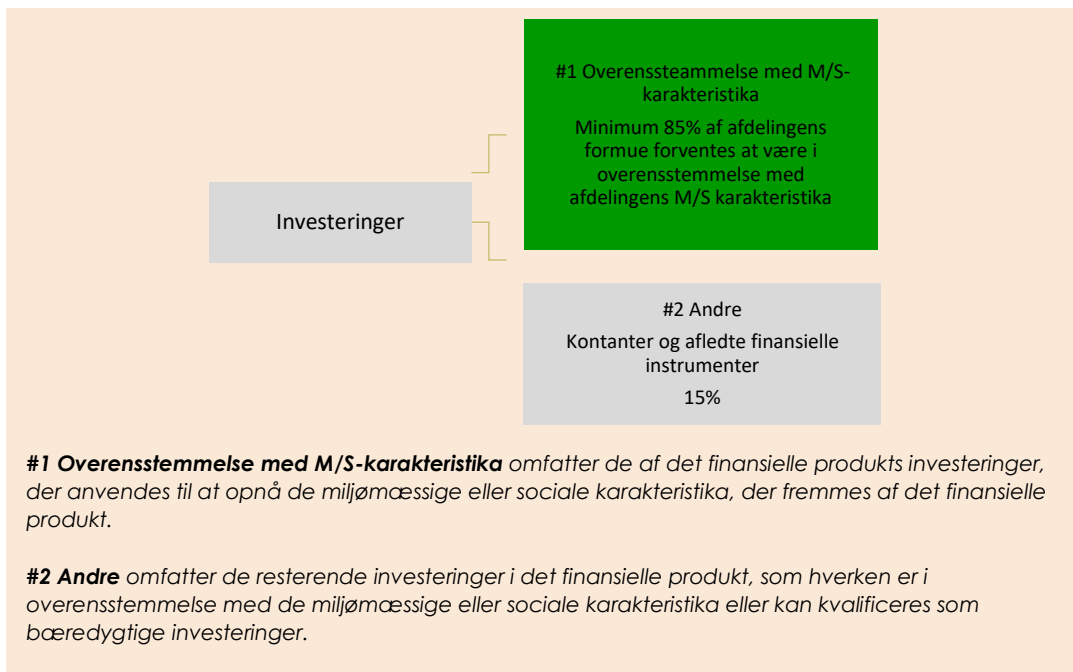 #1 Overenssteammelse med M/S-
karakteristika
Minimum 85% af afdelingens
formue forventes at være i
overensstemmelse med
afdelingens M/S karakteristika
Investeringer
#2 Andre
Kontanter og afledte finansielle
instrumenter
15%
#1 Overensstemmelse med M/S-karakteristika omfatter de af det finansielle produkts investeringer,
der anvendes til at opnå de miljømæssige eller sociale karakteristika, der fremmes af det finansielle
produkt.
#2 Andre omfatter de resterende investeringer i det finansielle produkt, som hverken er i
overensstemmelse med de miljømæssige eller sociale karakteristika eller kan kvalificeres som
bæredygtige investeringer.